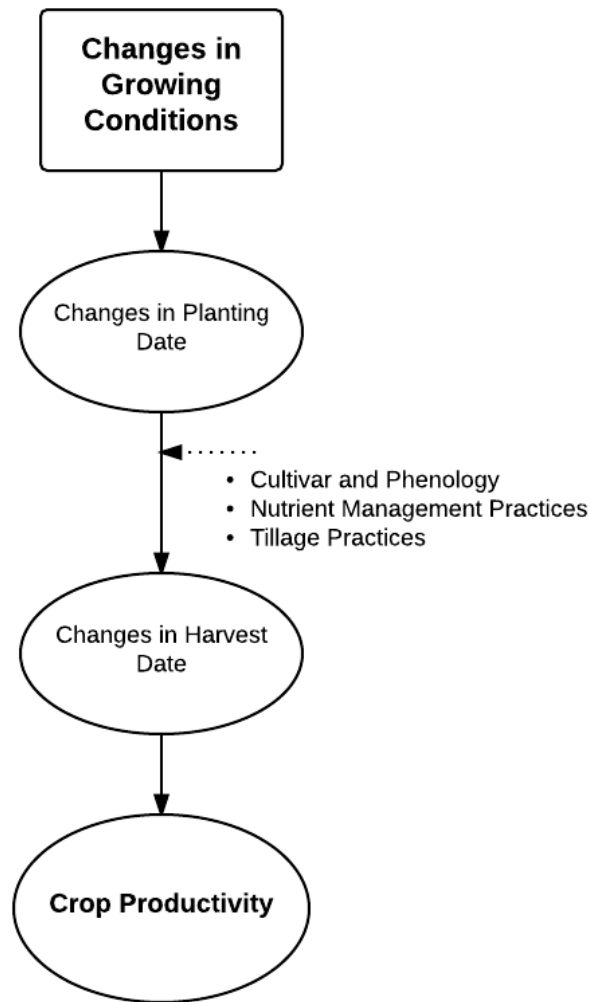 Changes in
Growing
Conditions
Changes in Planting
Date
• Cultivar and Phenology
• Nutrient Management Practices
• Tillage Practices
Changes in Harvest
Date
Crop Productivity